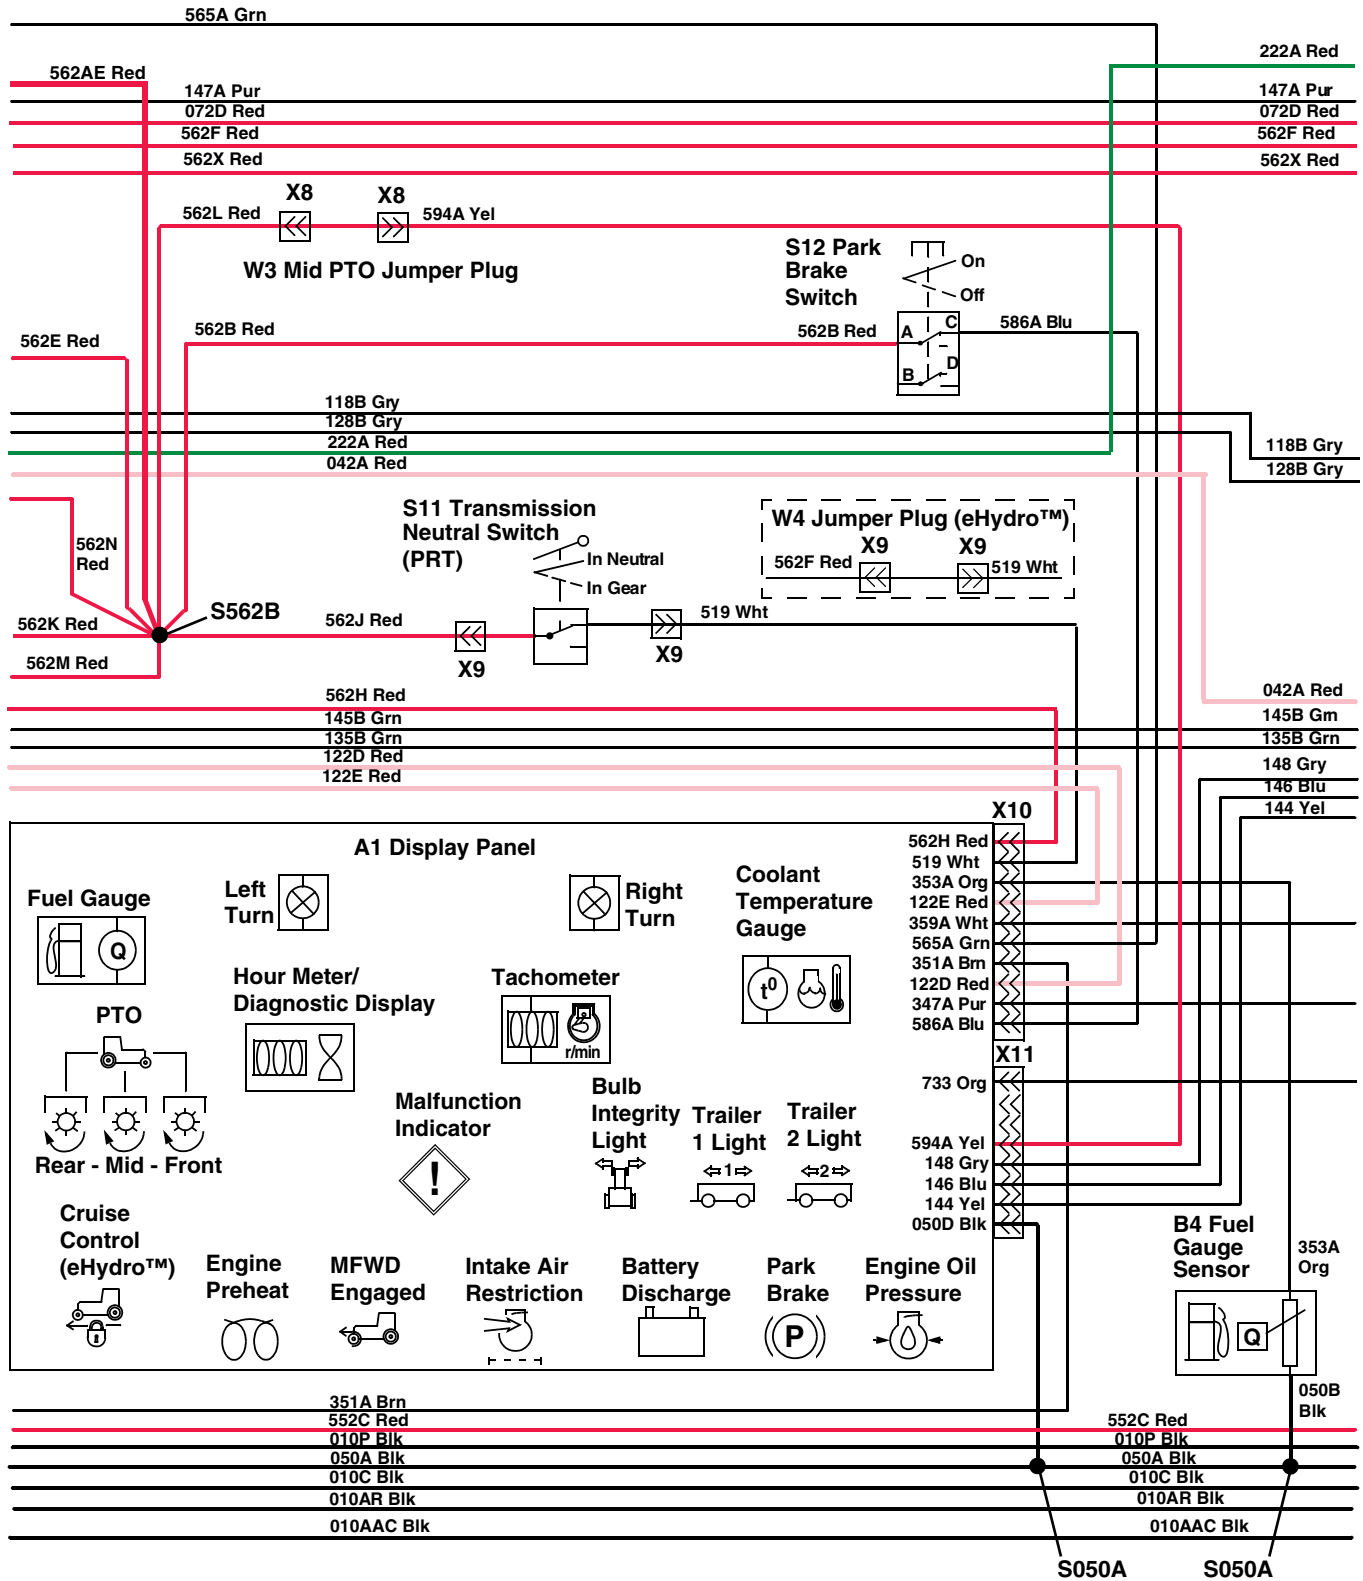 565A Grn
222A Red
562AE Red
147A Pur
147A Pur
072D Red
072D Red
562F Red
562F Red
562X Red
562X Red
X8
X8
562L Red
594A Yel
W3 Mid PTO Jumper Plug
S12 Park
Brake
Switch
On
Off
562E Red
562B Red
562B Red
A
C
B
D
586A Blu
118B Gry
128B Gry
222A Red
042A Red
118B Gry
128B Gry
S11 Transmission
Neutral Switch
(PRT)
In Neutral
In Gear
W4 Jumper Plug (eHydro™)
X9
X9
562F Red
519 Wht
562N
Red
S562B
562K Red
562J Red
519 Wht
X9
X9
562M Red
562H Red
042A Red
145B Grn
145B Grn
135B Grn
135B Grn
122D Red
122E Red
148 Gry
146 Blu
144 Yel
X10
A1 Display Panel
562H Red
519 Wht
353A Org
122E Red
359A Wht
565A Grn
351A Brn
122D Red
347A Pur
586A Blu
X11
733 Org
594A Yel
148 Gry
146 Blu
144 Yel
050D Blk
Fuel Gauge
Q
Left
Turn
Right
Turn
Coolant
Temperature
Gauge
t⁰
Hour Meter/
Diagnostic Display
Tachometer
r/min
PTO
Rear - Mid - Front
Malfunction
Indicator
!
Bulb
Integrity
Light
Trailer
1 Light
1
Trailer
2 Light
2
Cruise
Control
(eHydro™)
Engine
Preheat
MFWD
Engaged
Intake Air
Restriction
Battery
Discharge
Park
Brake
P
Engine Oil
Pressure
B4 Fuel
Gauge
Sensor
Q
353A
Org
050B
Blk
351A Brn
552C Red
552C Red
010P Blk
010P Blk
050A Blk
050A Blk
010C Blk
010C Blk
010AR Blk
010AR Blk
010AAC Blk
010AAC Blk
S050A
S050A